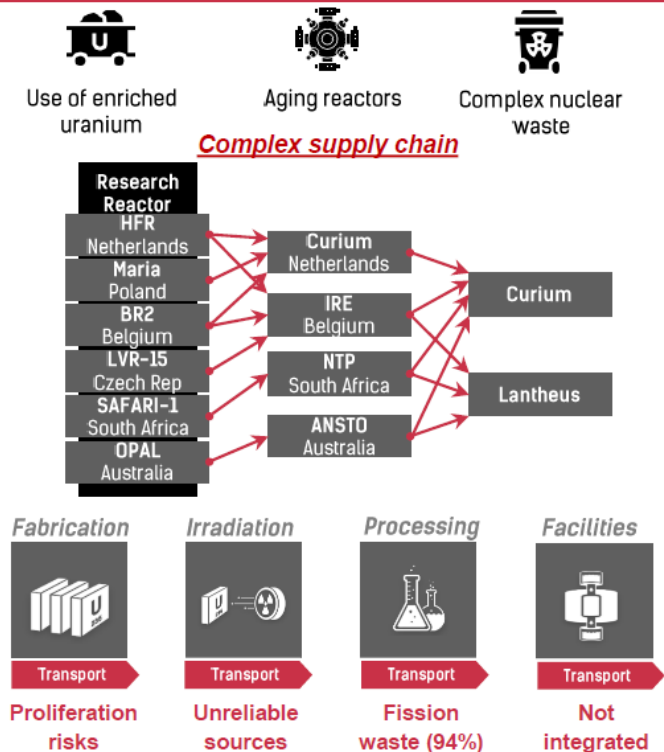 U
Use of enriched
uranium
Aging reactors
Complex nuclear
waste
Complex supply chain
Research
Reactor
HFR
Netherlands
Maria
Poland
BR2
Belgium
LVR-15
Czech Rep
SAFARI-1
South Africa
OPAL
Australia
Curium
Netherlands
IRE
Belgium
NTP
South Africa
ANSTO
Australia
Curium
Lantheus
Fabrication
Irradiation
Processing
Facilities
U
U
Transport
Transport
Transport
Transport
Proliferation
risks
Unreliable
sources
Fission
waste (94%)
Not
integrated